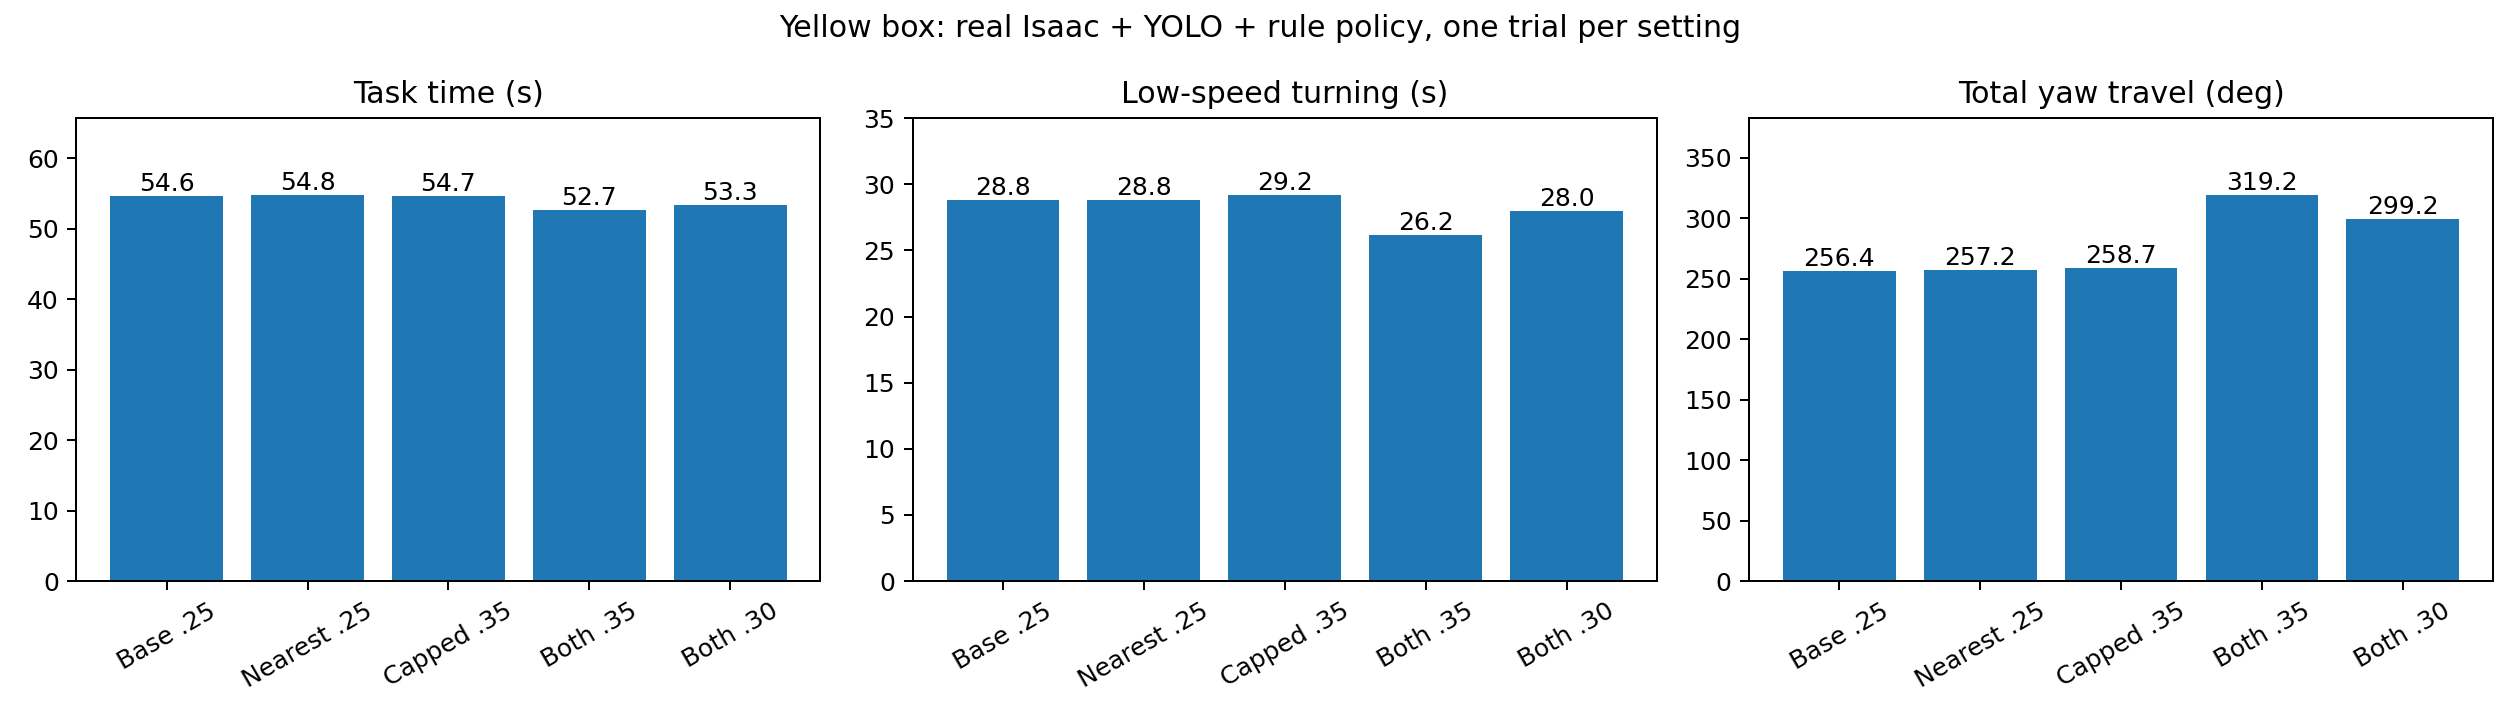 Yellow box: real Isaac + YOLO + rule policy, one trial per setting
Task time (s)
60
50
40
30
20
10
0
54.6
54.8
54.7
52.7
53.3
Base .25
Nearest .25
Capped .35
Both .35
Both .30
Low-speed turning (s)
35
30
25
20
15
10
5
0
28.8
28.8
29.2
26.2
28.0
Base .25
Nearest .25
Capped .35
Both .35
Both .30
Total yaw travel (deg)
350
300
250
200
150
100
50
0
256.4
257.2
258.7
319.2
299.2
Base .25
Nearest .25
Capped .35
Both .35
Both .30